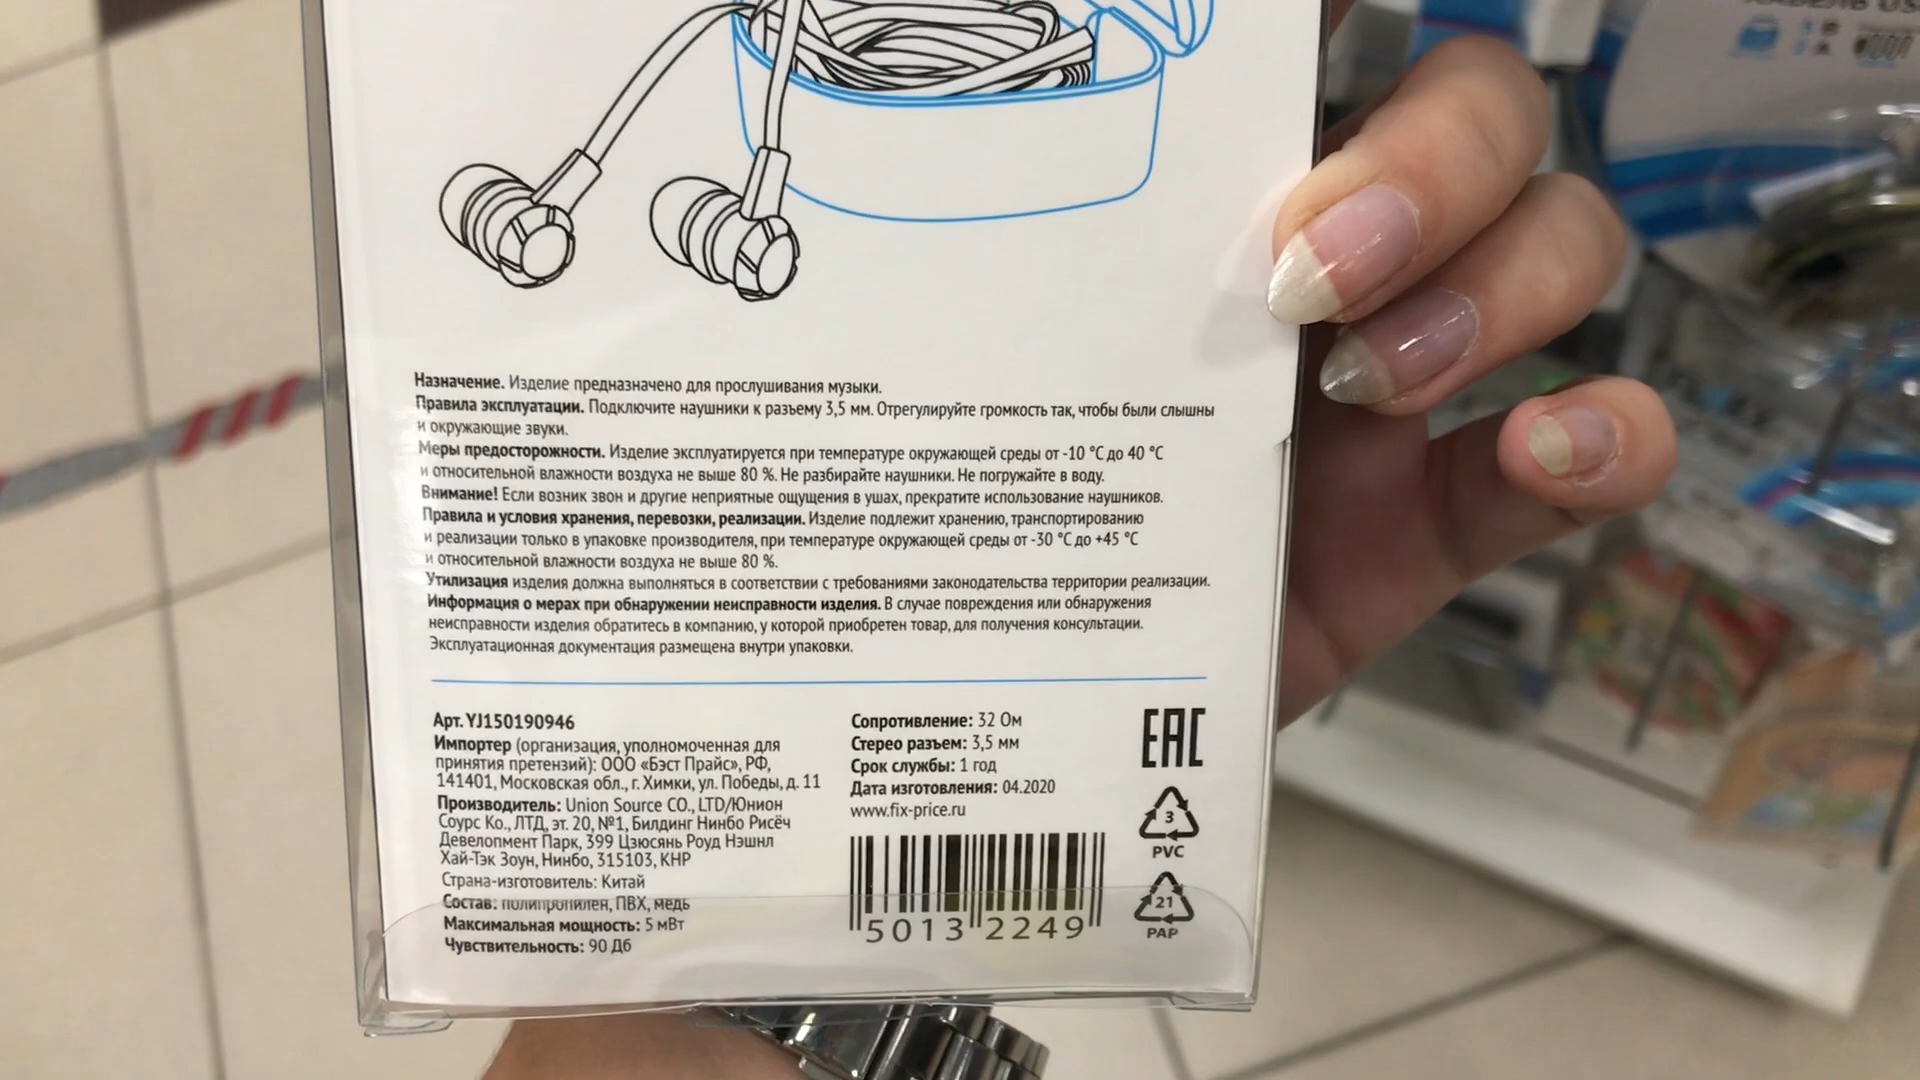 Назначение. Изделие предназначено для прослушивания музыки.
Правила эксплуатации. Подключите наушники к разъему 3,5 мм. Отрегулируйте громкость так, чтобы были слышны
и окружающие звуки.
Меры предосторожности. Изделие эксплуатируется при температуре окружающей среды от -10 °C до 40 °C
и относительной влажности воздуха не выше 80 %. Не разбирайте наушники. Не погружайте в воду.
Внимание! Если возник звон и другие неприятные ощущения в ушах, прекратите использование наушников.
Правила и условия хранения, перевозки, реализации. Изделие подлежит хранению, транспортированию
и реализации только в упаковке производителя, при температуре окружающей среды от -30 °C до +45 °C
и относительной влажности воздуха не выше 80 %.
Утилизация изделия должна выполняться в соответствии с требованиями законодательства территории реализации.
Информация о мерах при обнаружении неисправности изделия. В случае повреждения или обнаружения
неисправности изделия обратитесь в компанию, у которой приобретен товар, для получения консультации.
Эксплуатационная документация размещена внутри упаковки.
Арт. YJ150190946
Импортер (организация, уполномоченная для
принятия претензий): ООО «Бэст Прайс», РФ,
141401, Московская обл., г. Химки, ул. Победы, д. 11
Производитель: Union Source CO., LTD/Юнион
Соурс Ко., ЛТД, эт. 20, №1, Билдинг Нинбо Рисёч
Девелопмент Парк, 399 Цзюсянь Роуд Нэшнл
Хай-Тэк Зоун, Нинбо, 315103, КНР
Страна-изготовитель: Китай
Состав: полипропилен, ПВХ, медь
Максимальная мощность: 5 мВт
Чувствительность: 90 Дб
Сопротивление: 32 Ом
Стерео разъем: 3,5 мм
Срок службы: 1 год
Дата изготовления: 04.2020
www.fix-price.ru
5013 2249
EAC
3
PVC
21
PAP